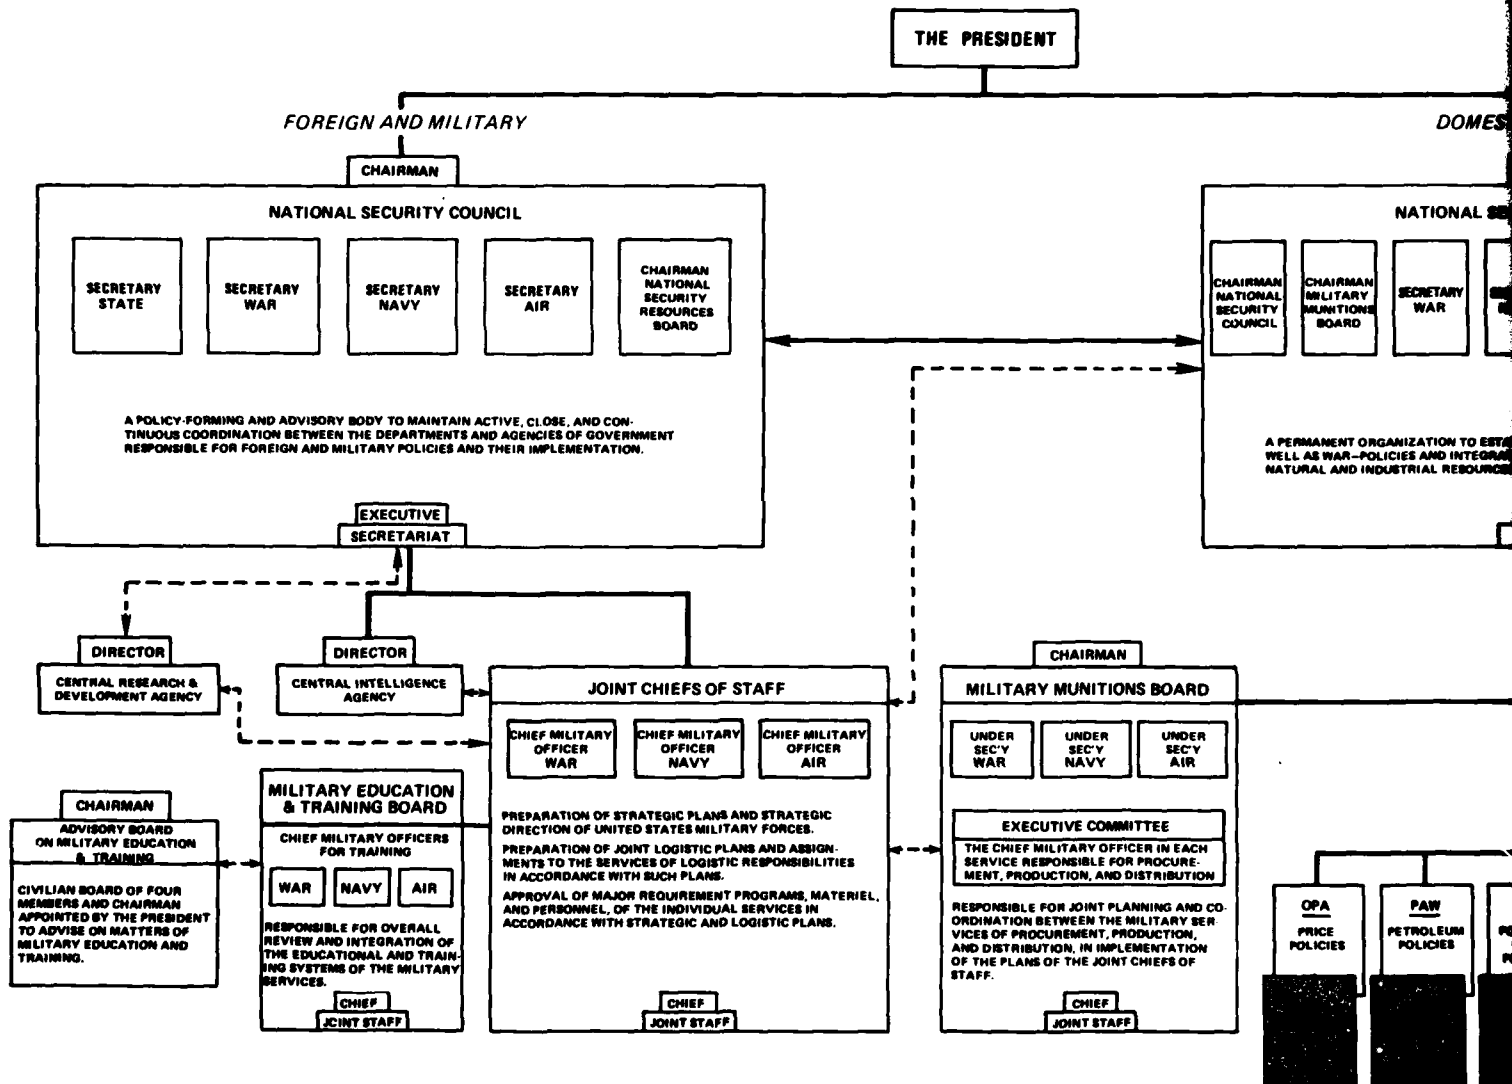 THE PRESIDENT
FOREIGN AND MILITARY
DOMES
CHAIRMAN
NATIONAL SECURITY COUNCIL
SECRETARY
STATE
SECRETARY
WAR
SECRETARY
NAVY
SECRETARY
AIR
CHAIRMAN
NATIONAL
SECURITY
RESOURCES
BOARD
A POLICY-FORMING AND ADVISORY BODY TO MAINTAIN ACTIVE, CLOSE, AND CON-
TINUOUS COORDINATION BETWEEN THE DEPARTMENTS AND AGENCIES OF GOVERNMENT
RESPONSIBLE FOR FOREIGN AND MILITARY POLICIES AND THEIR IMPLEMENTATION.
EXECUTIVE
SECRETARIAT
NATIONAL
CHAIRMAN
NATIONAL
SECURITY
COUNCIL
CHAIRMAN
MILITARY
MUNITIONS
BOARD
SECRETARY
WAR
A PERMANENT ORGANIZATION TO
WELL AS WAR—POLICIES AND
NATURAL AND INDUSTRIAL
DIRECTOR
CENTRAL RESEARCH &
DEVELOPMENT AGENCY
DIRECTOR
CENTRAL INTELLIGENCE
AGENCY
JOINT CHIEFS OF STAFF
CHIEF MILITARY
OFFICER
WAR
CHIEF MILITARY
OFFICER
NAVY
CHIEF MILITARY
OFFICER
AIR
PREPARATION OF STRATEGIC PLANS AND STRATEGIC
DIRECTION OF UNITED STATES MILITARY FORCES.
PREPARATION OF JOINT LOGISTIC PLANS AND ASSIGN-
MENTS TO THE SERVICES OF LOGISTIC RESPONSIBILITIES
IN ACCORDANCE WITH SUCH PLANS.
APPROVAL OF MAJOR REQUIREMENT PROGRAMS, MATERIEL,
AND PERSONNEL, OF THE INDIVIDUAL SERVICES IN
ACCORDANCE WITH STRATEGIC AND LOGISTIC PLANS.
CHIEF
JOINT STAFF
CHAIRMAN
MILITARY MUNITIONS BOARD
UNDER
SEC'Y
WAR
UNDER
SEC'Y
NAVY
UNDER
SEC'Y
AIR
EXECUTIVE COMMITTEE
THE CHIEF MILITARY OFFICER IN EACH
SERVICE RESPONSIBLE FOR PROCURE-
MENT, PRODUCTION, AND DISTRIBUTION
RESPONSIBLE FOR JOINT PLANNING AND CO-
ORDINATION BETWEEN THE MILITARY SER-
VICES OF PROCUREMENT, PRODUCTION,
AND DISTRIBUTION, IN IMPLEMENTATION
OF THE PLANS OF THE JOINT CHIEFS OF
STAFF.
CHIEF
JOINT STAFF
MILITARY EDUCATION
& TRAINING BOARD
CHIEF MILITARY OFFICERS
FOR TRAINING
WAR
NAVY
AIR
RESPONSIBLE FOR OVERALL
REVIEW AND INTEGRATION OF
THE EDUCATIONAL AND TRAIN-
ING SYSTEMS OF THE MILITARY
SERVICES.
CHIEF
JOINT STAFF
CHAIRMAN
ADVISORY BOARD
ON MILITARY EDUCATION
& TRAINING
CIVILIAN BOARD OF FOUR
MEMBERS AND CHAIRMAN
APPOINTED BY THE PRESIDENT
TO ADVISE ON MATTERS OF
MILITARY EDUCATION AND
TRAINING.
OPA
PRICE
POLICIES
PAW
PETROLEUM
POLICIES